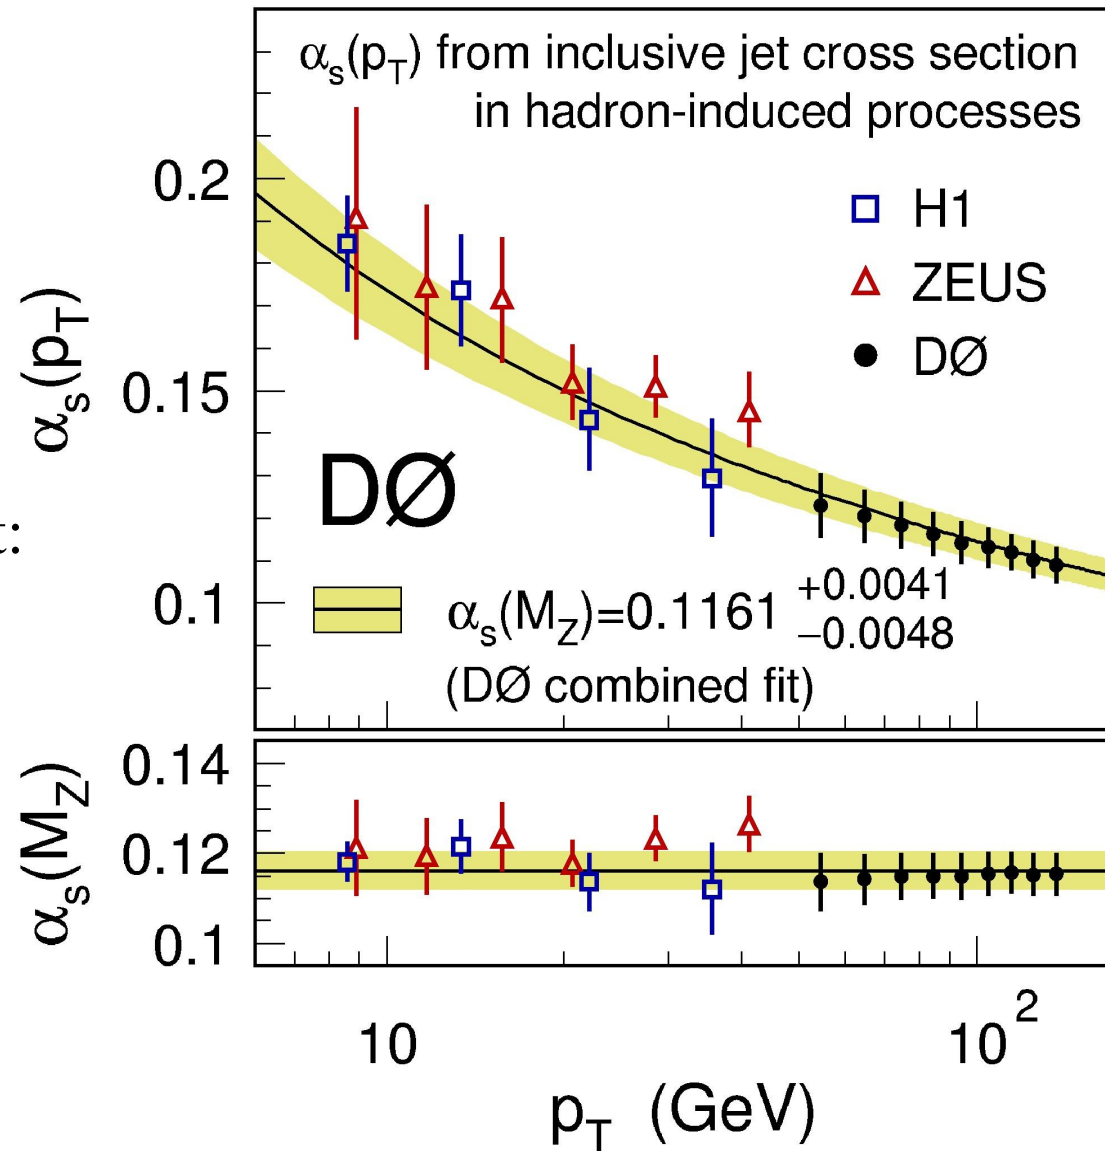 αs(pT) from inclusive jet cross section
in hadron-induced processes
H1
ZEUS
DØ
DØ
αs(MZ)=0.1161 +0.0041
−0.0048
(DØ combined fit)
αs(pT)
0.2
0.15
0.1
αs(MZ)
0.14
0.12
0.1
10
10²
pT (GeV)